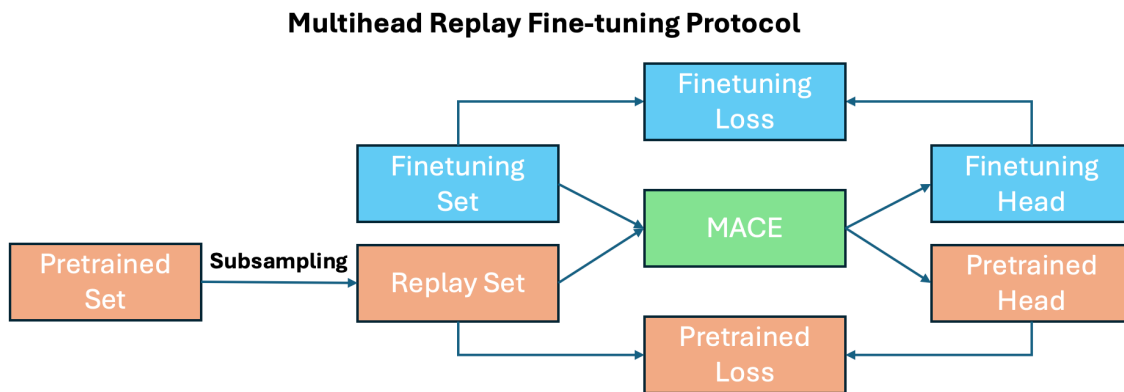 Multihead Replay Fine-tuning Protocol
Finetuning
Loss
Finetuning
Set
Finetuning
Head
MACE
Pretrained
Set
Subsampling
Replay Set
Pretrained
Head
Pretrained
Loss